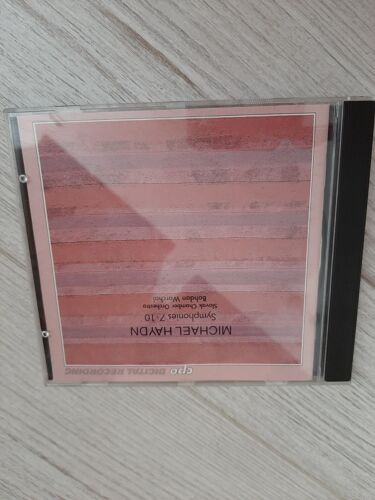 cpo DIGITAL RECORDING
MICHAEL HAYDN
Symphonies 7-10
Slovak Chamber Orchestra
Bohdan Warchal